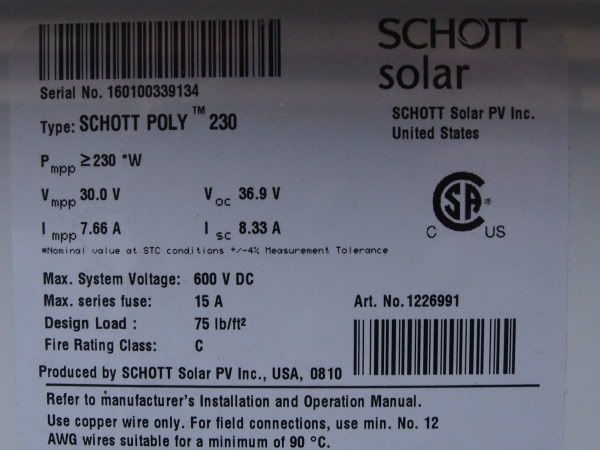 SCHOTT
solar
Serial No. 160100339134
SCHOTT Solar PV Inc.
United States
Type: SCHOTT POLY ™ 230
Pmpp ≥230 *W
Vmpp 30.0 V Voc 36.9 V
Impp 7.66 A Isc 8.33 A
*Nominal value at STC conditions +/-4% Measurement Tolerance
SA ®
C US
Max. System Voltage: 600 V DC
Max. series fuse: 15 A
Art. No. 1226991
Design Load : 75 lb/ft²
Fire Rating Class: C
Produced by SCHOTT Solar PV Inc., USA, 0810
Refer to manufacturer's Installation and Operation Manual.
Use copper wire only. For field connections, use min. No. 12
AWG wires suitable for a minimum of 90 °C.